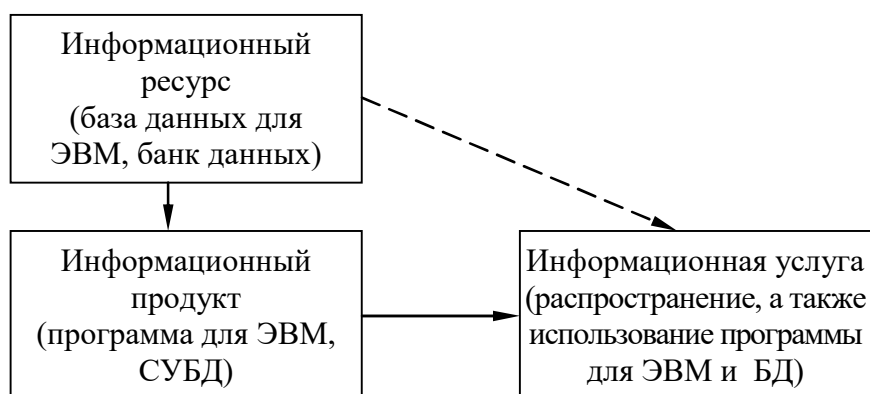 Информационный
ресурс
(база данных для
ЭВМ, банк данных)
Информационный
продукт
(программа для ЭВМ,
СУБД)
Информационная услуга
(распространение, а также
использование программы
для ЭВМ и БД)